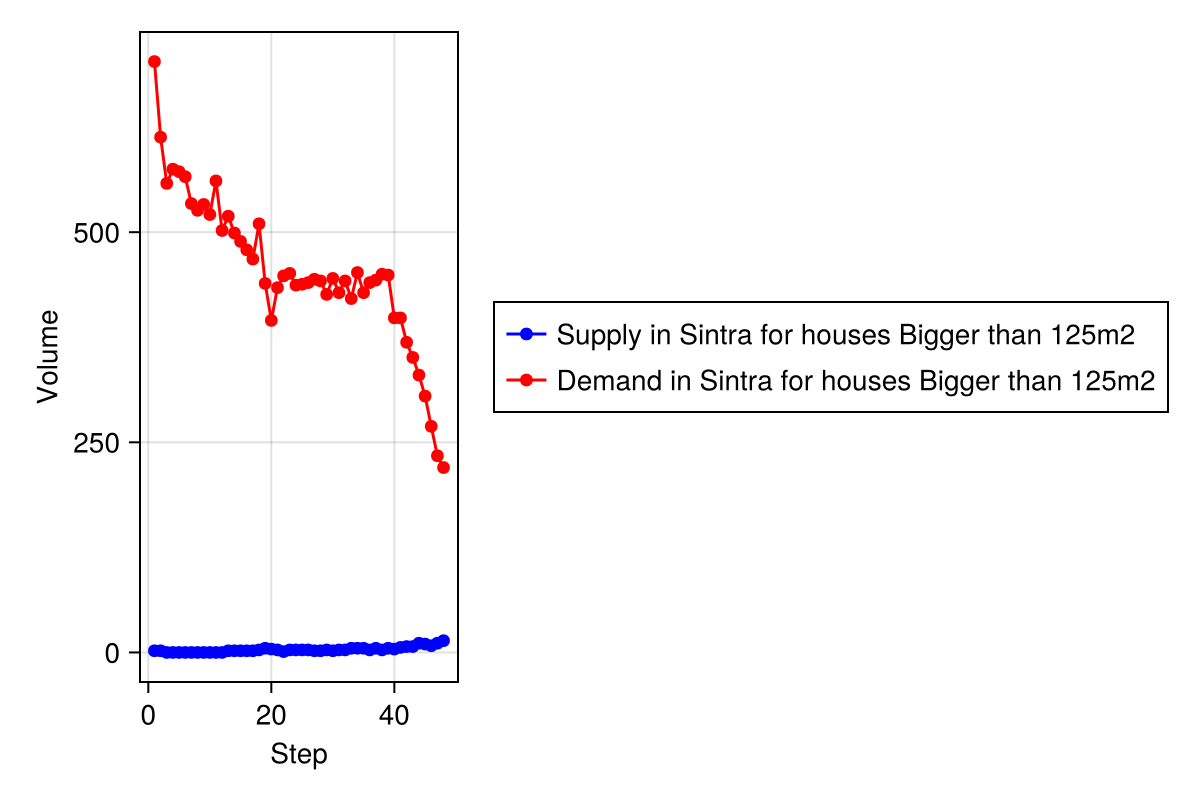 500
250
0
Volume
0 20 40
Step
Supply in Sintra for houses Bigger than 125m2
Demand in Sintra for houses Bigger than 125m2